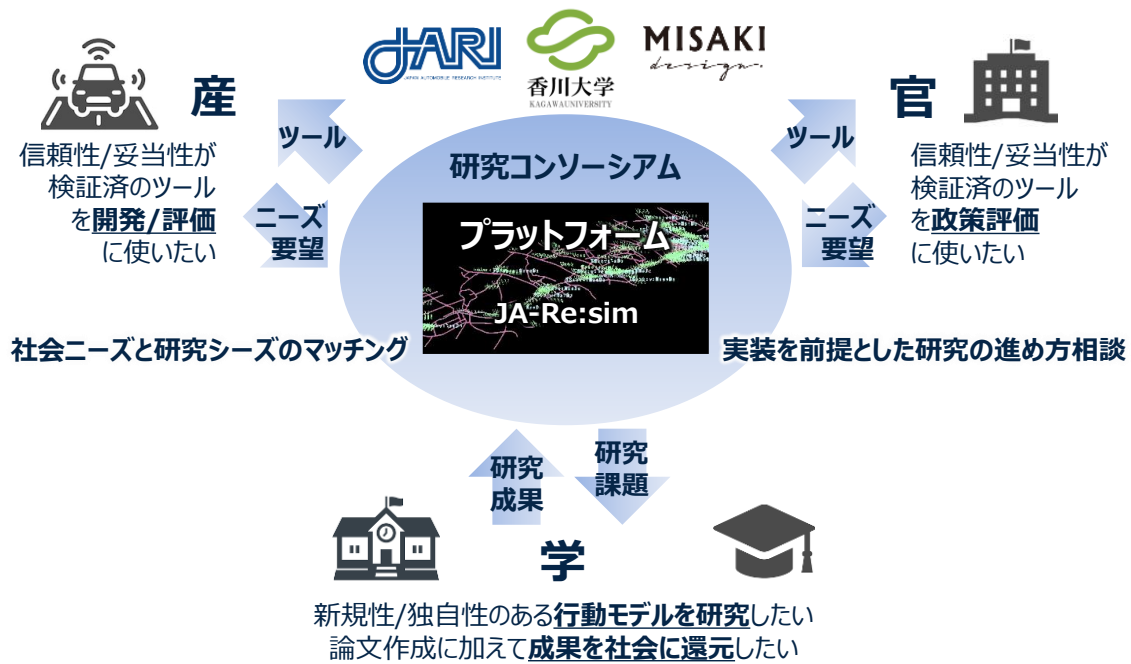 JARI
JAPAN AUTOMOBILE RESEARCH INSTITUTE
香川大学
KAGAWA UNIVERSITY
MISAKI
design.
産
信頼性/妥当性が
検証済のツール
を開発/評価
に使いたい
ツール
ニーズ
要望
研究コンソーシアム
プラットフォーム
JA-Re:sim
官
信頼性/妥当性が
検証済のツール
を政策評価
に使いたい
ツール
ニーズ
要望
社会ニーズと研究シーズのマッチング
実装を前提とした研究の進め方相談
研究
成果
研究
課題
学
新規性/独自性のある行動モデルを研究したい
論文作成に加えて成果を社会に還元したい